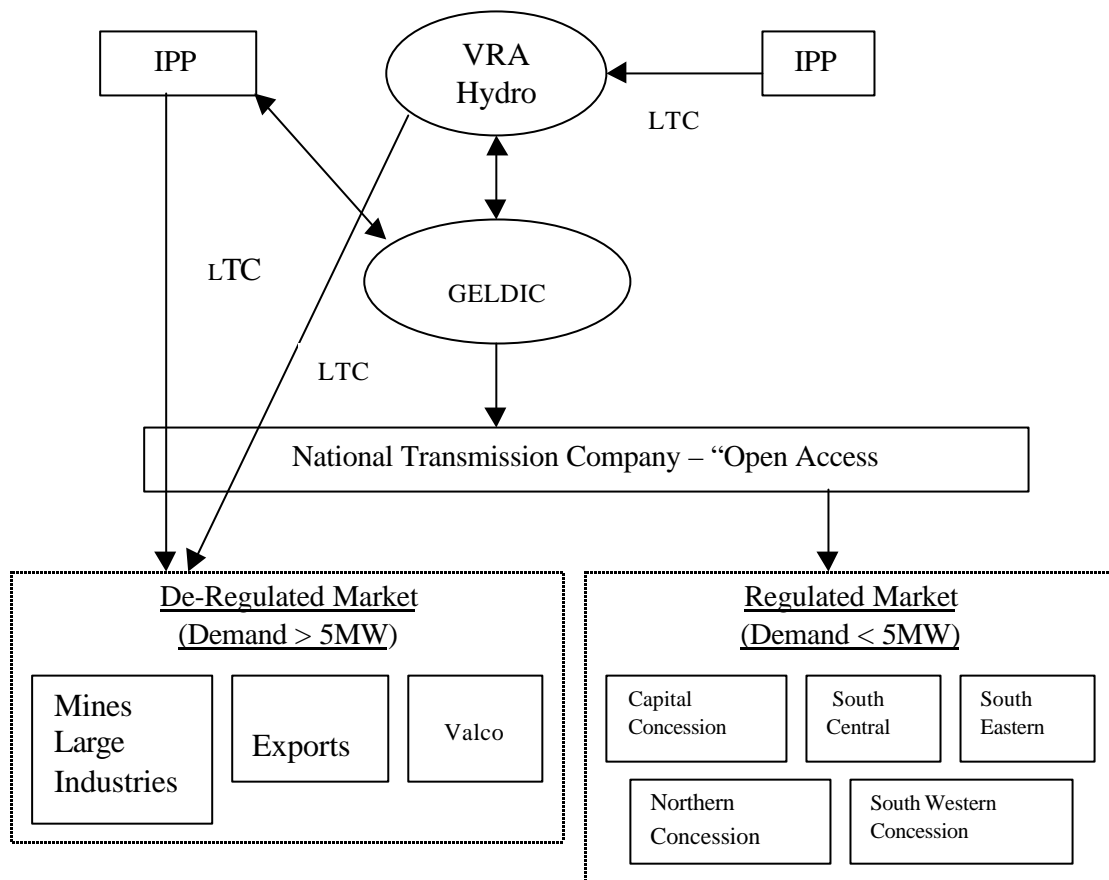 IPP
VRA
Hydro
IPP
LTC
LTC
GELDIC
LTC
National Transmission Company – “Open Access
De-Regulated Market
(Demand > 5MW)
Mines
Large
Industries
Exports
Valco
Regulated Market
(Demand < 5MW)
Capital
Concession
South
Central
South
Eastern
Northern
Concession
South Western
Concession